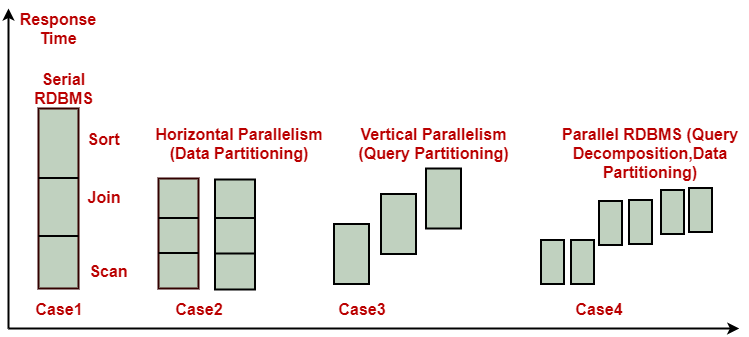 Response
Time
Serial
RDBMS
Sort
Join
Scan
Case1
Horizontal Parallelism
(Data Partitioning)
Case2
Vertical Parallelism
(Query Partitioning)
Case3
Parallel RDBMS (Query
Decomposition,Data
Partitioning)
Case4